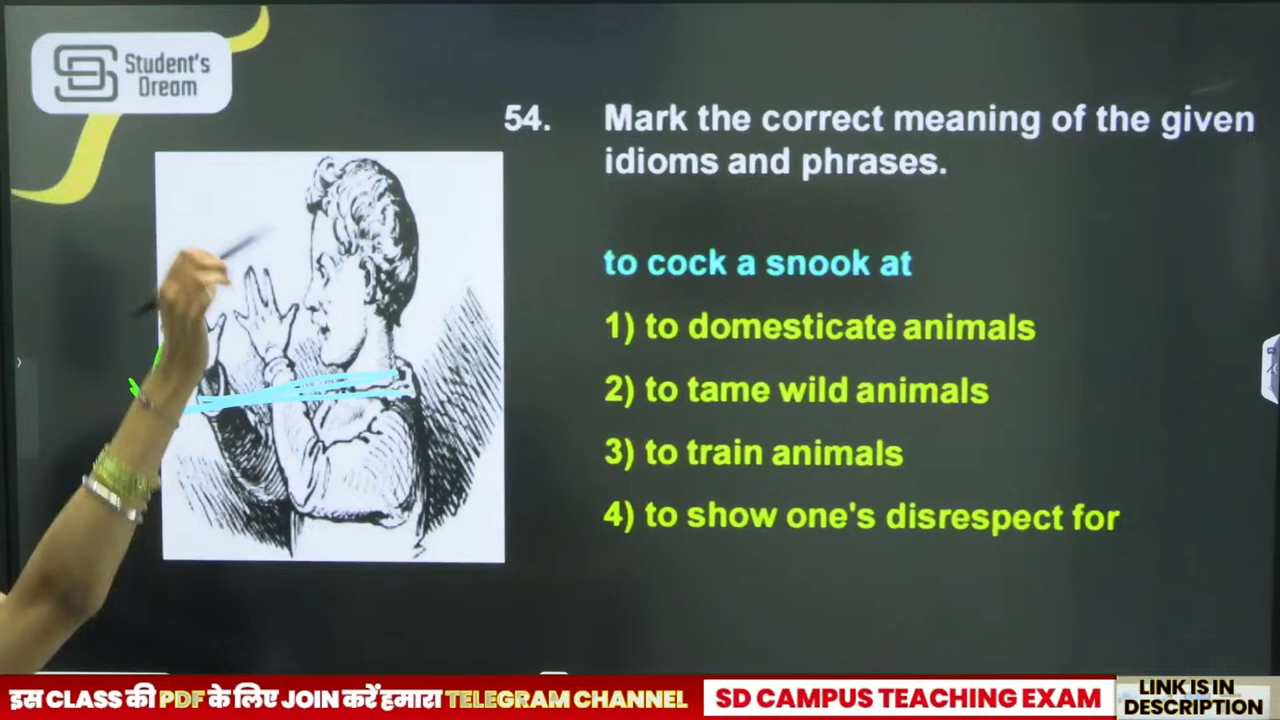 Student's
Dream
54. Mark the correct meaning of the given
idioms and phrases.
to cock a snook at
1) to domesticate animals
2) to tame wild animals
3) to train animals
4) to show one's disrespect for
इस CLASS की PDF के लिए JOIN करें हमारा TELEGRAM CHANNEL
SD CAMPUS TEACHING EXAM
LINK IS IN
DESCRIPTION